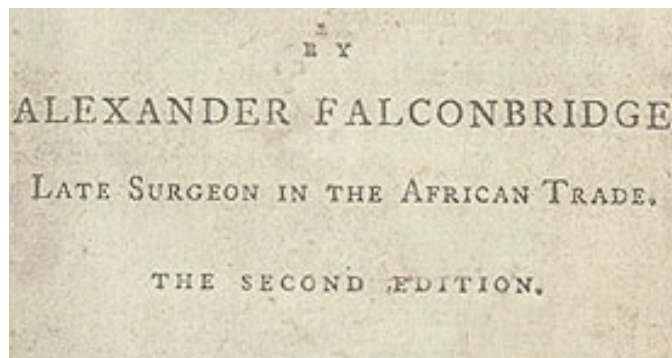 BY
ALEXANDER FALCONBRIDGE
LATE SURGEON IN THE AFRICAN TRADE.
THE SECOND EDITION.